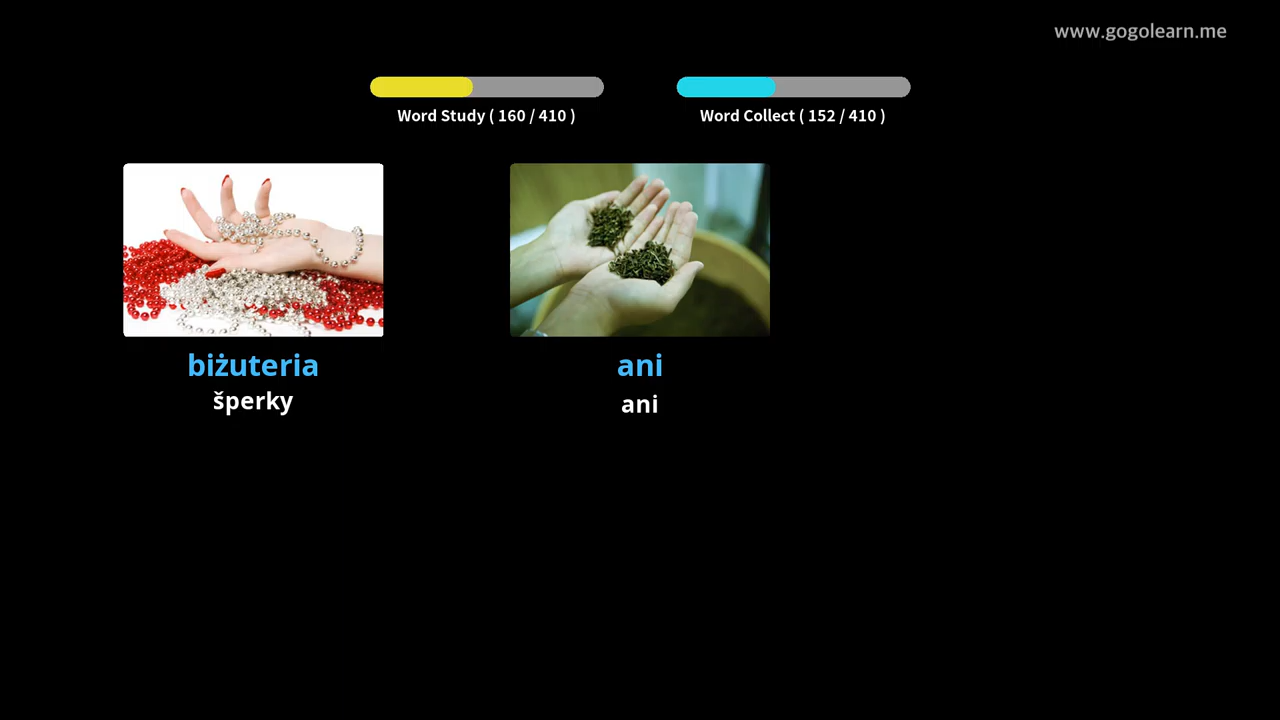 www.gogolearn.me
Word Study ( 160 / 410 )
Word Collect ( 152 / 410 )
biżuteria
šperky
ani
ani